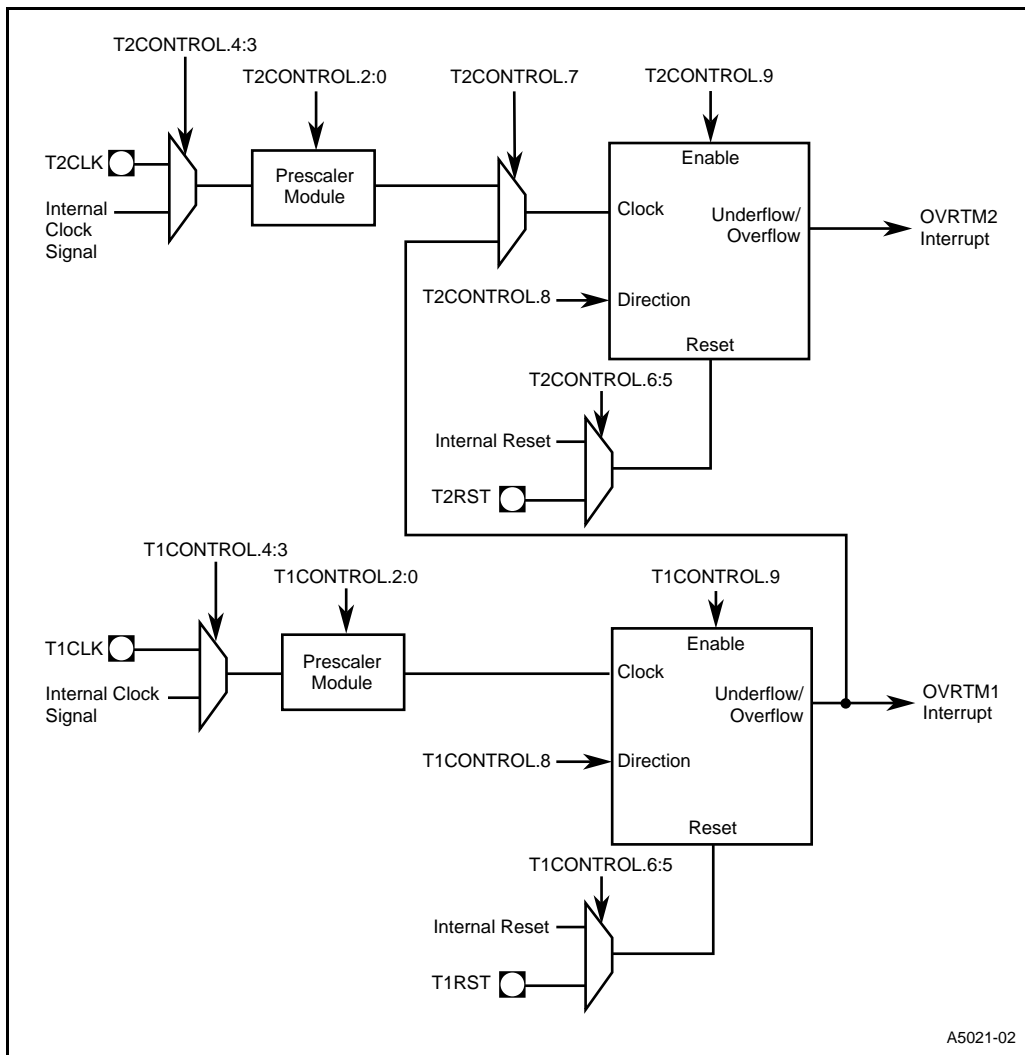 T2CONTROL.4:3
T2CONTROL.2:0
T2CONTROL.7
T2CONTROL.9
T2CLK
Internal
Clock
Signal
Prescaler
Module
Enable
Clock
Underflow/
Overflow
OVRTM2
Interrupt
T2CONTROL.8
Direction
Reset
T2CONTROL.6:5
Internal Reset
T2RST
T1CONTROL.4:3
T1CONTROL.2:0
T1CONTROL.9
T1CLK
Internal Clock
Signal
Prescaler
Module
Enable
Clock
Underflow/
Overflow
OVRTM1
Interrupt
T1CONTROL.8
Direction
Reset
T1CONTROL.6:5
Internal Reset
T1RST
A5021-02